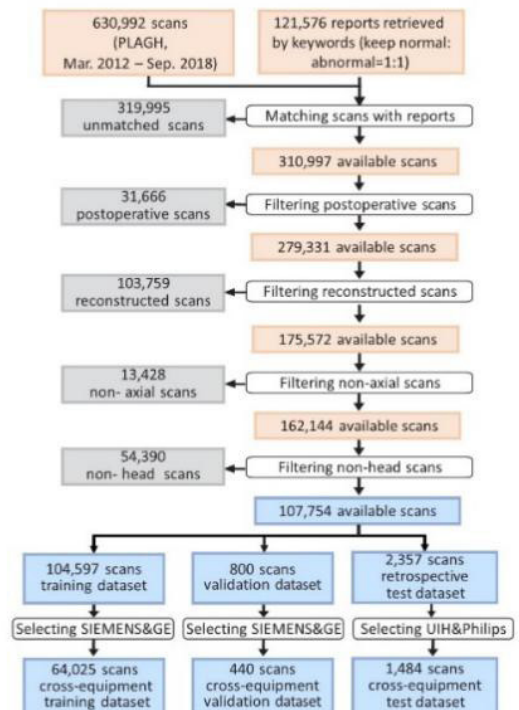 630,992 scans
(PLAGH,
Mar. 2012 – Sep. 2018)
121,576 reports retrieved
by keywords (keep normal:
abnormal=1:1)
319,995
unmatched scans
Matching scans with reports
310,997 available scans
31,666
postoperative scans
Filtering postoperative scans
279,331 available scans
103,759
reconstructed scans
Filtering reconstructed scans
175,572 available scans
13,428
non- axial scans
Filtering non-axial scans
162,144 available scans
54,390
non- head scans
Filtering non-head scans
107,754 available scans
104,597 scans
training dataset
800 scans
validation dataset
2,357 scans
retrospective
test dataset
Selecting SIEMENS&GE
Selecting SIEMENS&GE
Selecting UIH&Philips
64,025 scans
cross-equipment
training dataset
440 scans
cross-equipment
validation dataset
1,484 scans
cross-equipment
test dataset